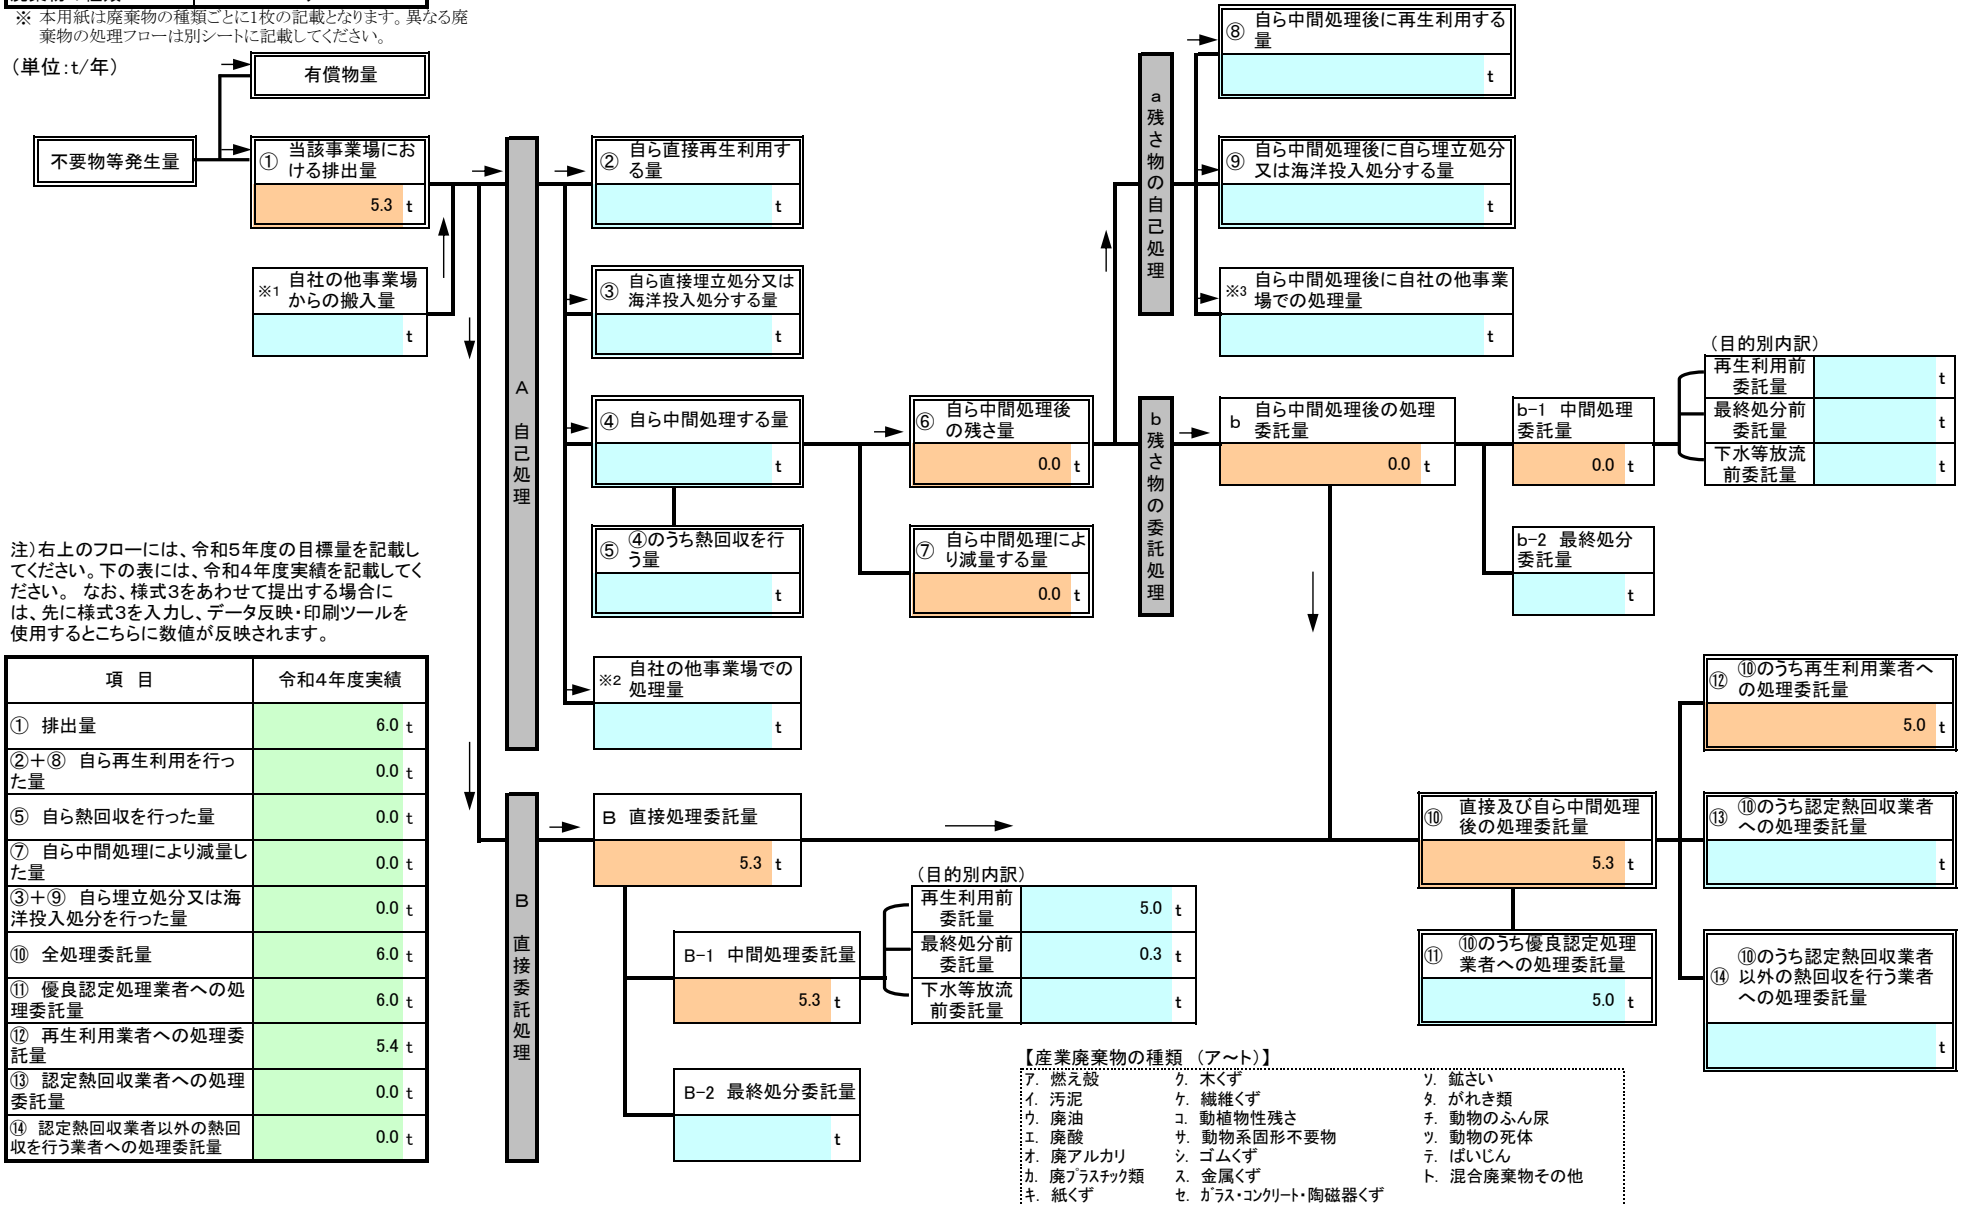 ※ 本用紙は廃棄物の種類ごとに1枚の記載となります。異なる廃
棄物の処理フローは別シートに記載してください。
（単位:t/年）
有償物量
不要物等発生量
① 当該事業場にお
ける排出量
5.3 t
※1 自社の他事業場
からの搬入量
t
A 自己処理
② 自ら直接再生利用す
る量
t
③ 自ら直接埋立処分又は
海洋投入処分する量
t
④ 自ら中間処理する量
t
⑤ ④のうち熱回収を行
う量
t
※2 自社の他事業場での
処理量
t
⑥ 自ら中間処理後
の残さ量
0.0 t
⑦ 自ら中間処理によ
り減量する量
0.0 t
a残さ物の自己処理
⑧ 自ら中間処理後に再生利用する
量
t
⑨ 自ら中間処理後に自ら埋立処分
又は海洋投入処分する量
t
※3 自ら中間処理後に自社の他事業
場での処理量
t
b残さ物の委託処理
b 自ら中間処理後の処理
委託量
0.0 t
b-1 中間処理
委託量
0.0 t
b-2 最終処分
委託量
t
（目的別内訳）
再生利用前
委託量
t
最終処分前
委託量
t
下水等放流
前委託量
t
注）右上のフローには、令和5年度の目標量を記載し
てください。下の表には、令和4年度実績を記載してく
ださい。 なお、様式3をあわせて提出する場合に
は、先に様式3を入力し、データ反映・印刷ツールを
使用するとこちらに数値が反映されます。
項 目 令和4年度実績
① 排出量 6.0 t
②＋⑧ 自ら再生利用を行っ
た量 0.0 t
⑤ 自ら熱回収を行った量 0.0 t
⑦ 自ら中間処理により減量し
た量 0.0 t
③＋⑨ 自ら埋立処分又は海
洋投入処分を行った量 0.0 t
⑩ 全処理委託量 6.0 t
⑪ 優良認定処理業者への処
理委託量 6.0 t
⑫ 再生利用業者への処理委
託量 5.4 t
⑬ 認定熱回収業者への処理
委託量 0.0 t
⑭ 認定熱回収業者以外の熱回
収を行う業者への処理委託量 0.0 t
B 直接委託処理
B 直接処理委託量
5.3 t
B-1 中間処理委託量
5.3 t
B-2 最終処分委託量
t
（目的別内訳）
再生利用前
委託量
5.0 t
最終処分前
委託量
0.3 t
下水等放流
前委託量
t
⑩ 直接及び自ら中間処理
後の処理委託量
5.3 t
⑪ ⑩のうち優良認定処理
業者への処理委託量
5.0 t
⑫ ⑩のうち再生利用業者へ
の処理委託量
5.0 t
⑬ ⑩のうち認定熱回収業者
への処理委託量
t
⑭ ⑩のうち認定熱回収業者
以外の熱回収を行う業者
への処理委託量
t
【産業廃棄物の種類 （ア～ト）】
ア. 燃え殻 ク. 木くず ソ. 鉱さい
イ. 汚泥 ケ. 繊維くず タ. がれき類
ウ. 廃油 コ. 動植物性残さ チ. 動物のふん尿
エ. 廃酸 サ. 動物系固形不要物 ツ. 動物の死体
オ. 廃アルカリ シ. ゴムくず テ. ばいじん
カ. 廃プラスチック類 ス. 金属くず ト. 混合廃棄物その他
キ. 紙くず セ. ガラス・コンクリート・陶磁器くず